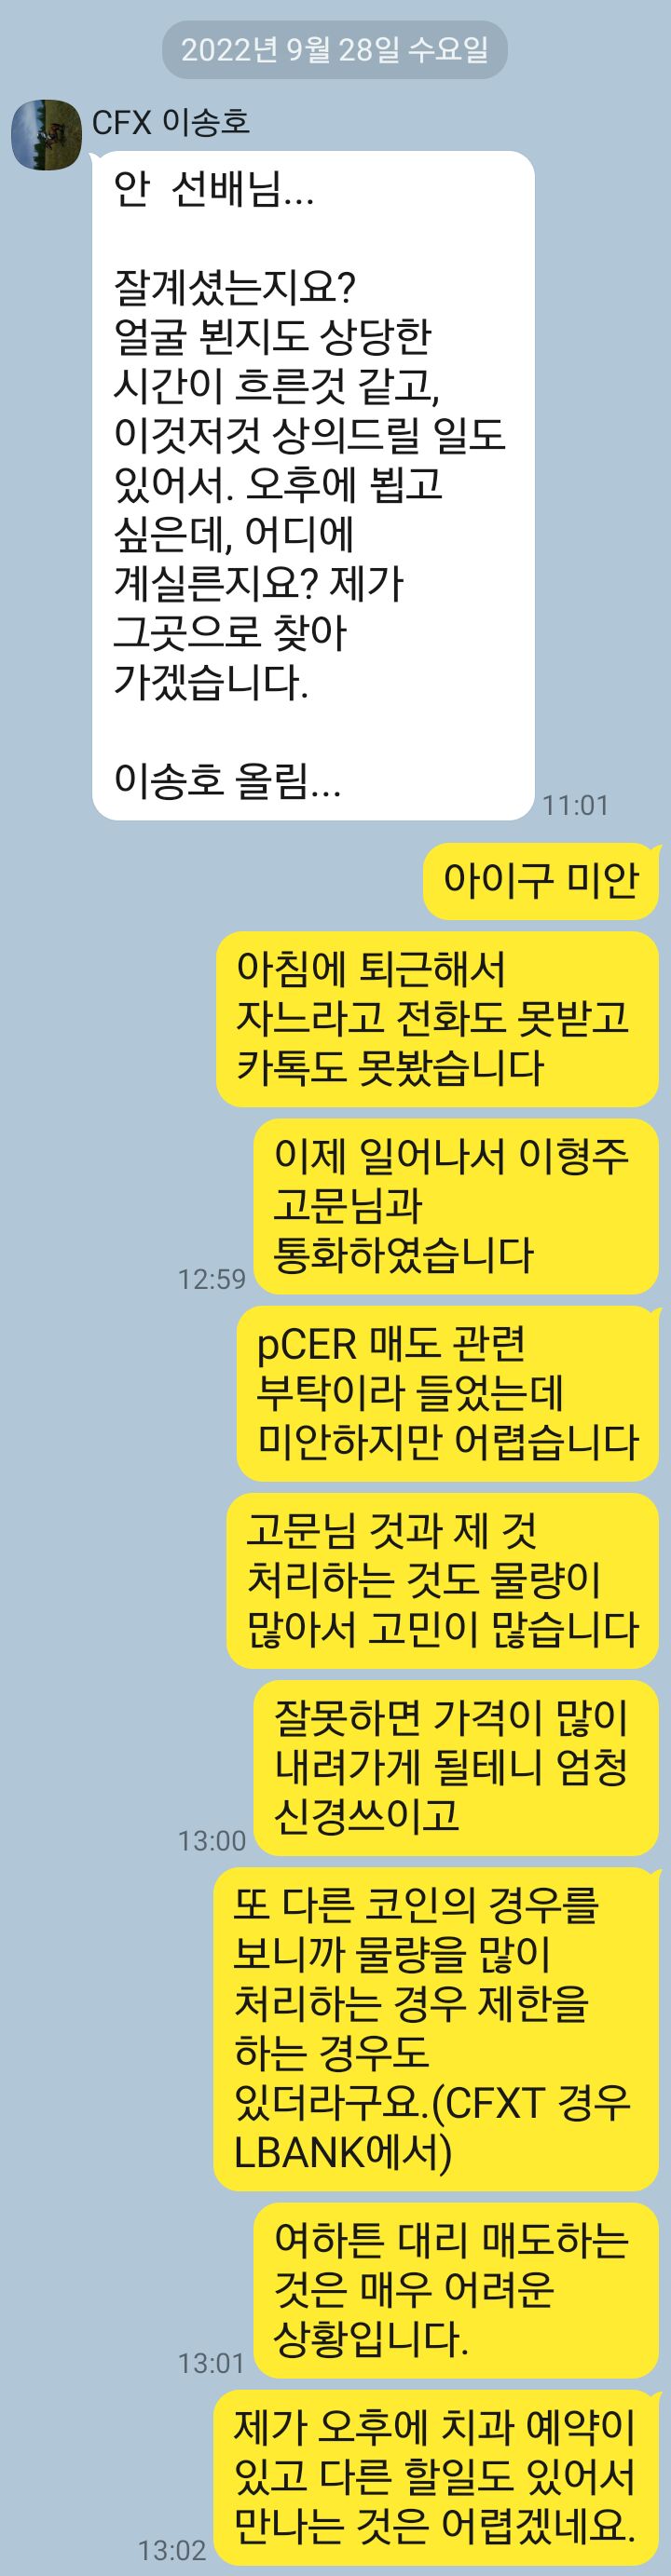 2022년 9월 28일 수요일
CFX 이송호
안  선배님...
잘계셨는지요?
얼굴 뵌지도 상당한
시간이 흐른것 같고,
이것저것 상의드릴 일도
있어서. 오후에 뵙고
싶은데, 어디에
계실른지요? 제가
그곳으로 찾아
가겠습니다.
이송호 올림...
11:01
아이구 미안
아침에 퇴근해서
자느라고 전화도 못받고
카톡도 못봤습니다
이제 일어나서 이형주
고문님과
통화하였습니다
12:59
pCER 매도 관련
부탁이라 들었는데
미안하지만 어렵습니다
고문님 것과 제 것
처리하는 것도 물량이
많아서 고민이 많습니다
잘못하면 가격이 많이
내려가게 될테니 엄청
신경쓰이고
13:00
또 다른 코인의 경우를
보니까 물량을 많이
처리하는 경우 제한을
하는 경우도
있더라구요.(CFXT 경우
LBANK에서)
여하튼 대리 매도하는
것은 매우 어려운
상황입니다.
13:01
제가 오후에 치과 예약이
있고 다른 할일도 있어서
만나는 것은 어렵겠네요.
13:02